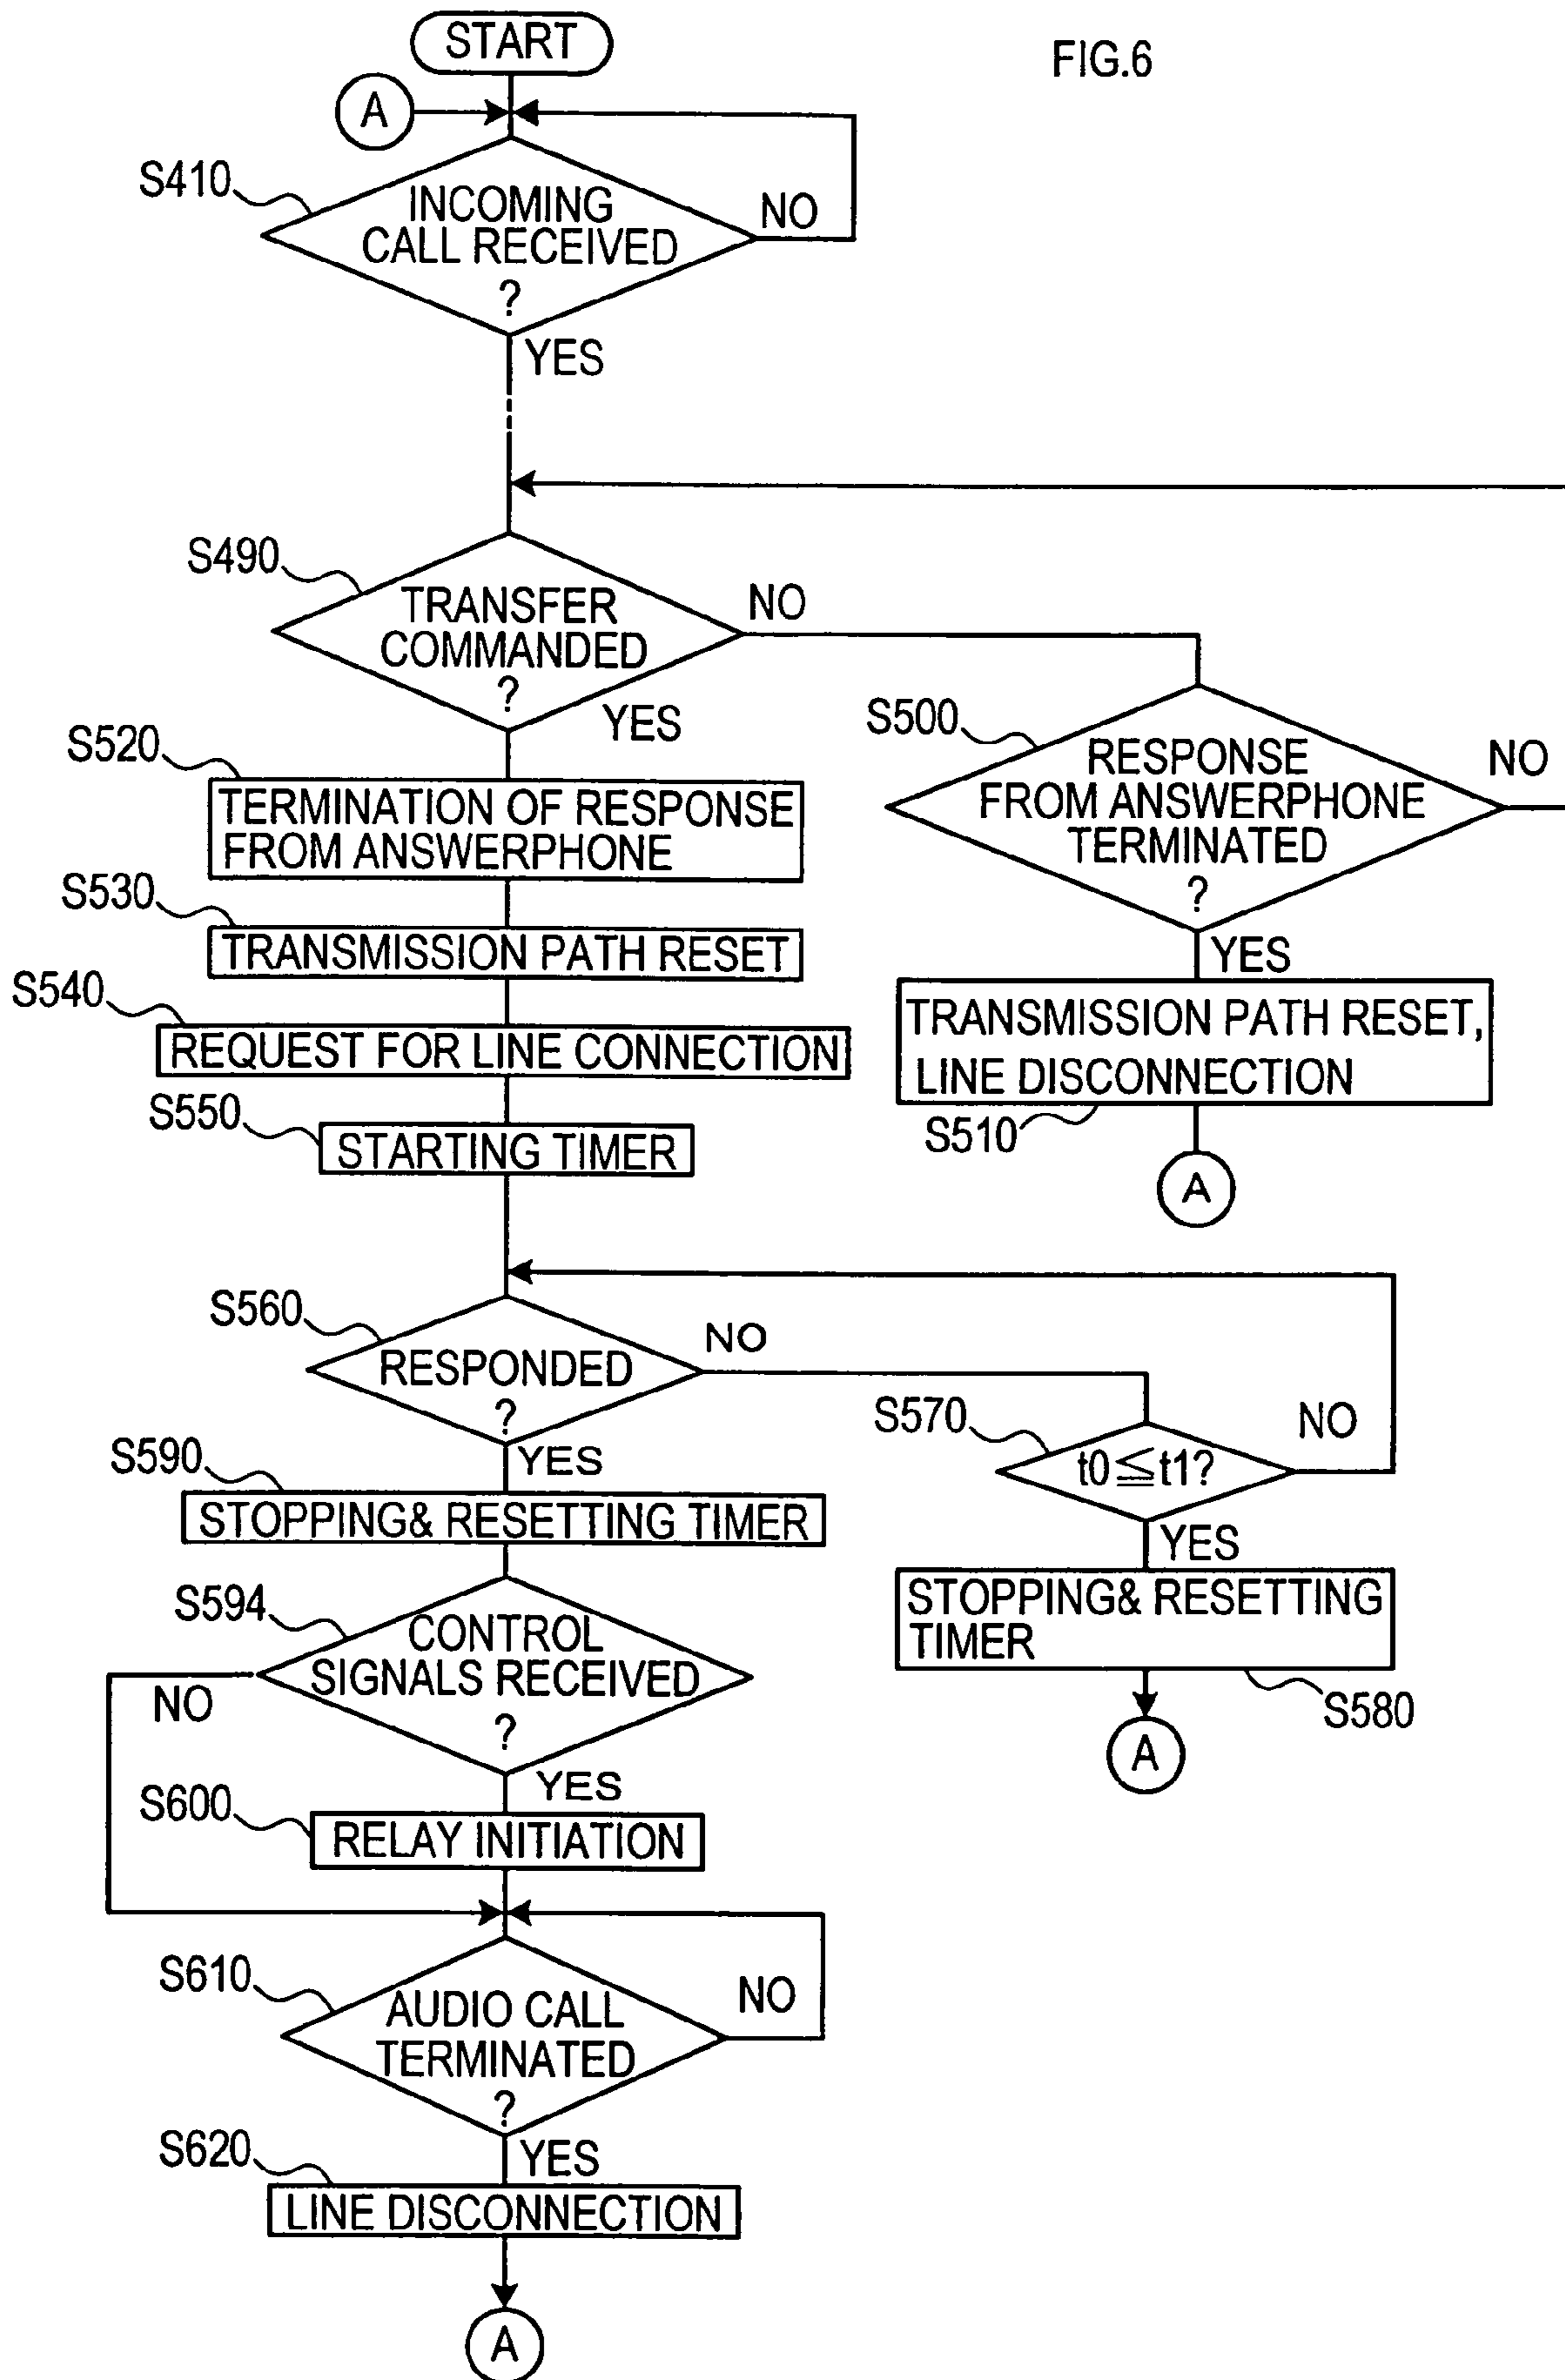 START
FIG.6
A
S410
INCOMING
CALL RECEIVED
?
NO
YES
S490
TRANSFER
COMMANDED
?
NO
YES
S500
RESPONSE
FROM ANSWERPHONE
TERMINATED
?
NO
YES
S520
TERMINATION OF RESPONSE
FROM ANSWERPHONE
S530
TRANSMISSION PATH RESET
S540
REQUEST FOR LINE CONNECTION
TRANSMISSION PATH RESET,
LINE DISCONNECTION
S510
A
S550
STARTING TIMER
S560
RESPONDED
?
NO
YES
S570
t0≦t1?
NO
YES
S590
STOPPING& RESETTING TIMER
STOPPING& RESETTING
TIMER
S580
A
S594
CONTROL
SIGNALS RECEIVED
?
NO
YES
S600
RELAY INITIATION
S610
AUDIO CALL
TERMINATED
?
NO
YES
S620
LINE DISCONNECTION
A